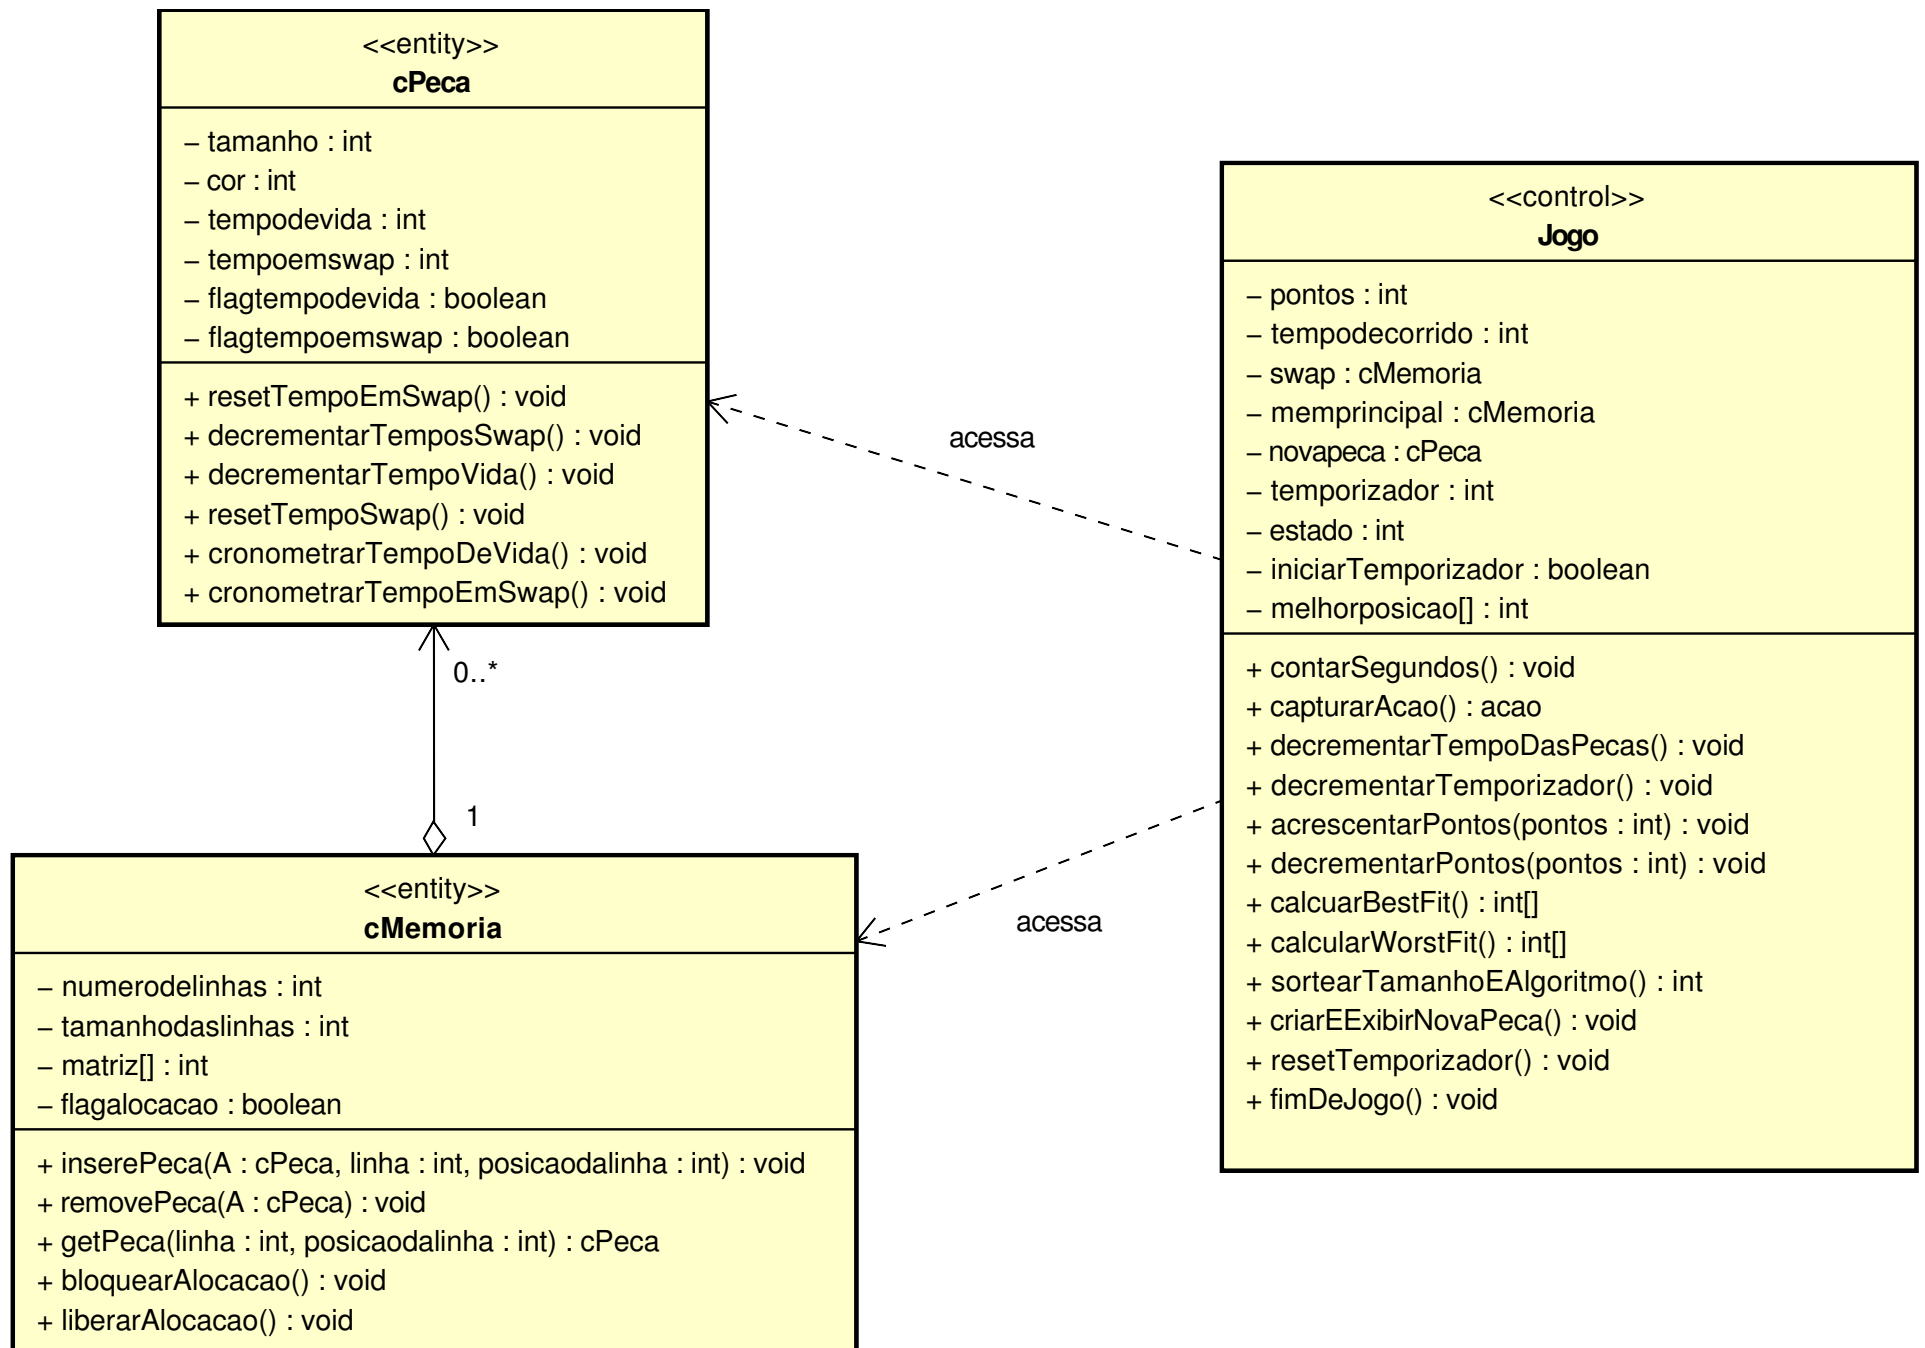 <<entity>>
cPeca
– tamanho : int
– cor : int
– tempodevida : int
– tempoemswap : int
– flagtempodevida : boolean
– flagtempoemswap : boolean
+ resetTempoEmSwap() : void
+ decrementarTemposSwap() : void
+ decrementarTempoVida() : void
+ resetTempoSwap() : void
+ cronometrarTempoDeVida() : void
+ cronometrarTempoEmSwap() : void
0..*
1
<<entity>>
cMemoria
– numerodelinhas : int
– tamanhodaslinhas : int
– matriz[] : int
– flagalocacao : boolean
+ inserePeca(A : cPeca, linha : int, posicaodalinha : int) : void
+ removePeca(A : cPeca) : void
+ getPeca(linha : int, posicaodalinha : int) : cPeca
+ bloquearAlocacao() : void
+ liberarAlocacao() : void
acessa
acessa
<<control>>
Jogo
– pontos : int
– tempodecorrido : int
– swap : cMemoria
– memprincipal : cMemoria
– novapeca : cPeca
– temporizador : int
– estado : int
– iniciarTemporizador : boolean
– melhorposicao[] : int
+ contarSegundos() : void
+ capturarAcao() : acao
+ decrementarTempoDasPecas() : void
+ decrementarTemporizador() : void
+ acrescentarPontos(pontos : int) : void
+ decrementarPontos(pontos : int) : void
+ calcuarBestFit() : int[]
+ calcularWorstFit() : int[]
+ sortearTamanhoEAlgoritmo() : int
+ criarEExibirNovaPeca() : void
+ resetTemporizador() : void
+ fimDeJogo() : void